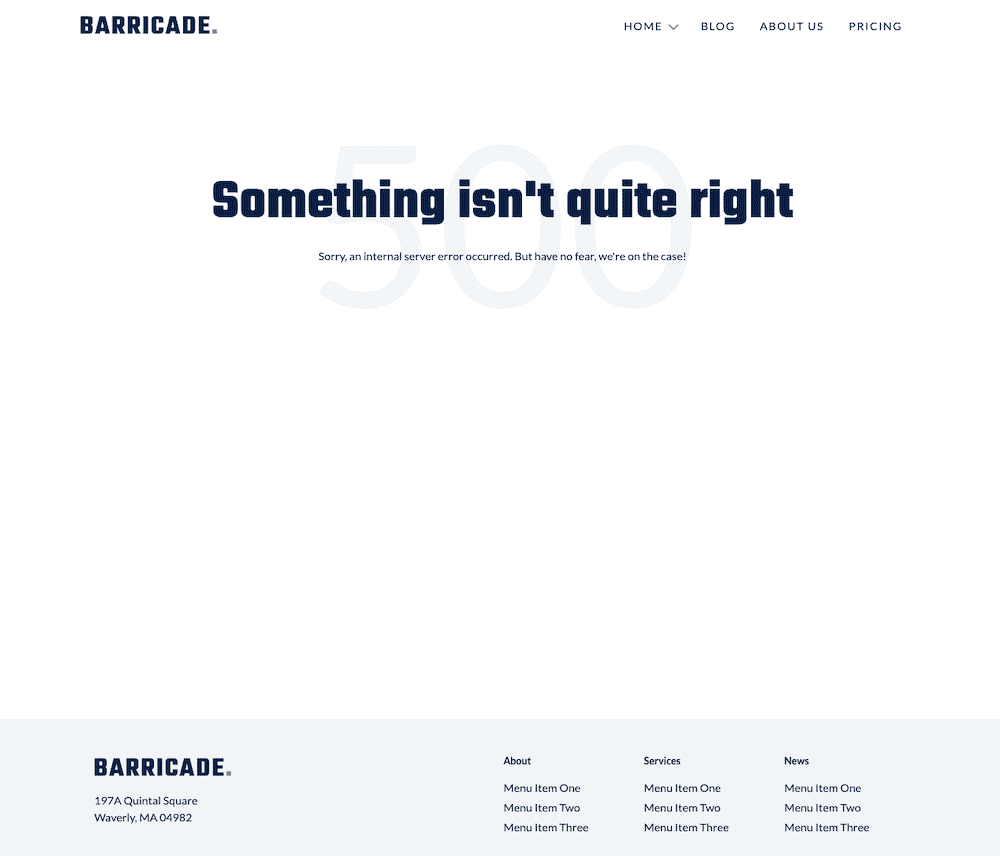 BARRICADE.
HOME BLOG ABOUT US PRICING
500
Something isn't quite right
Sorry, an internal server error occurred. But have no fear, we're on the case!
BARRICADE.
197A Quintal Square
Waverly, MA 04982
About
Menu Item One
Menu Item Two
Menu Item Three
Services
Menu Item One
Menu Item Two
Menu Item Three
News
Menu Item One
Menu Item Two
Menu Item Three